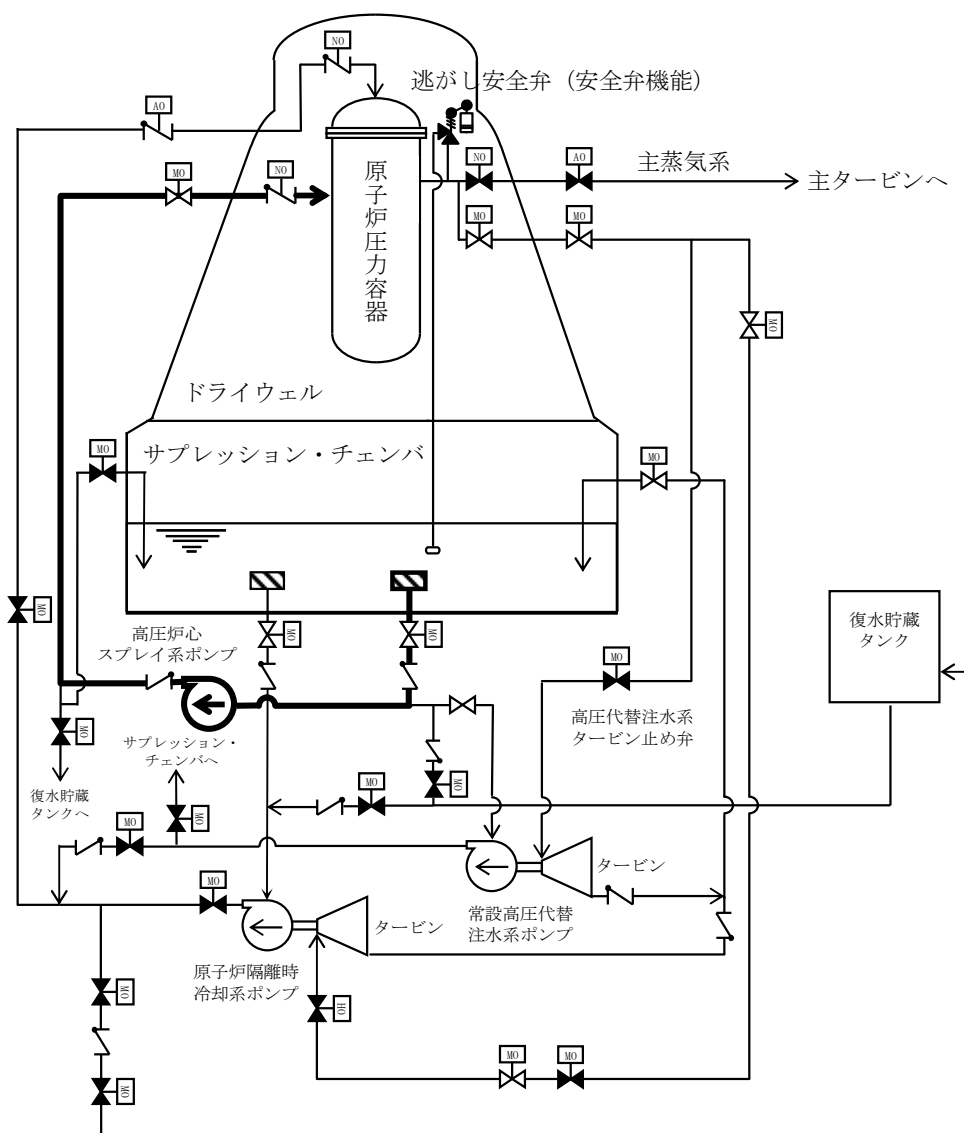 NO
逃がし安全弁（安全弁機能）
AO
NO
AO
主蒸気系
主タービンへ
MO
NO
原子炉圧力容器
MO
MO
MO
ドライウェル
サプレッション・チェンバ
MO
MO
MO
高圧炉心
スプレイ系ポンプ
MO
MO
復水貯蔵
タンク
MO
高圧代替注水系
タービン止め弁
MO
サプレッション・
チェンバへ
復水貯蔵
タンクへ
MO
MO
MO
MO
タービン
常設高圧代替
注水系ポンプ
MO
タービン
原子炉隔離時
冷却系ポンプ
MO
HO
MO
MO
MO